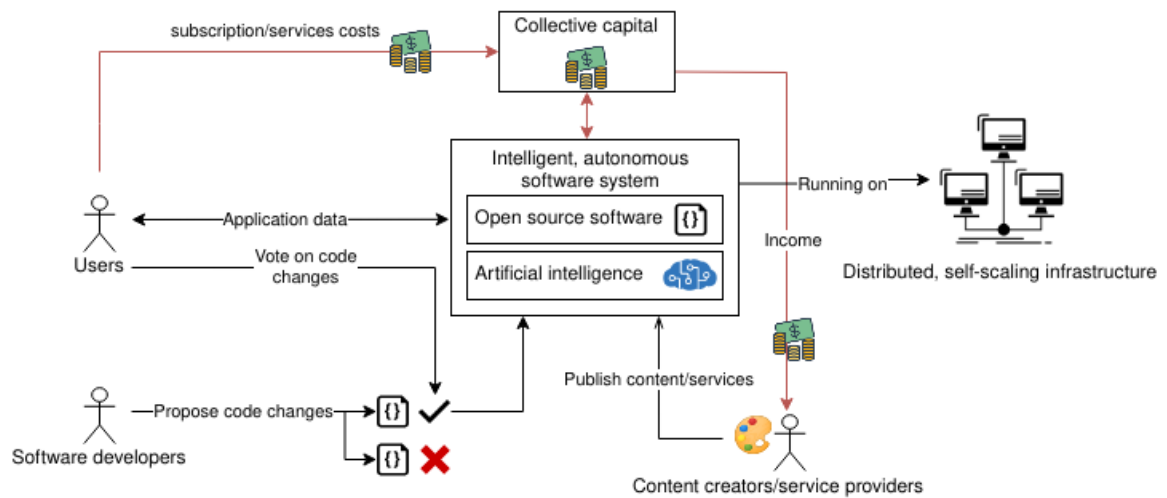 subscription/services costs
Collective capital
Intelligent, autonomous
software system
Open source software
{}
Artificial intelligence
Running on
Distributed, self-scaling infrastructure
Application data
Users
Vote on code
changes
Income
Publish content/services
Propose code changes
{}
{}
Software developers
Content creators/service providers